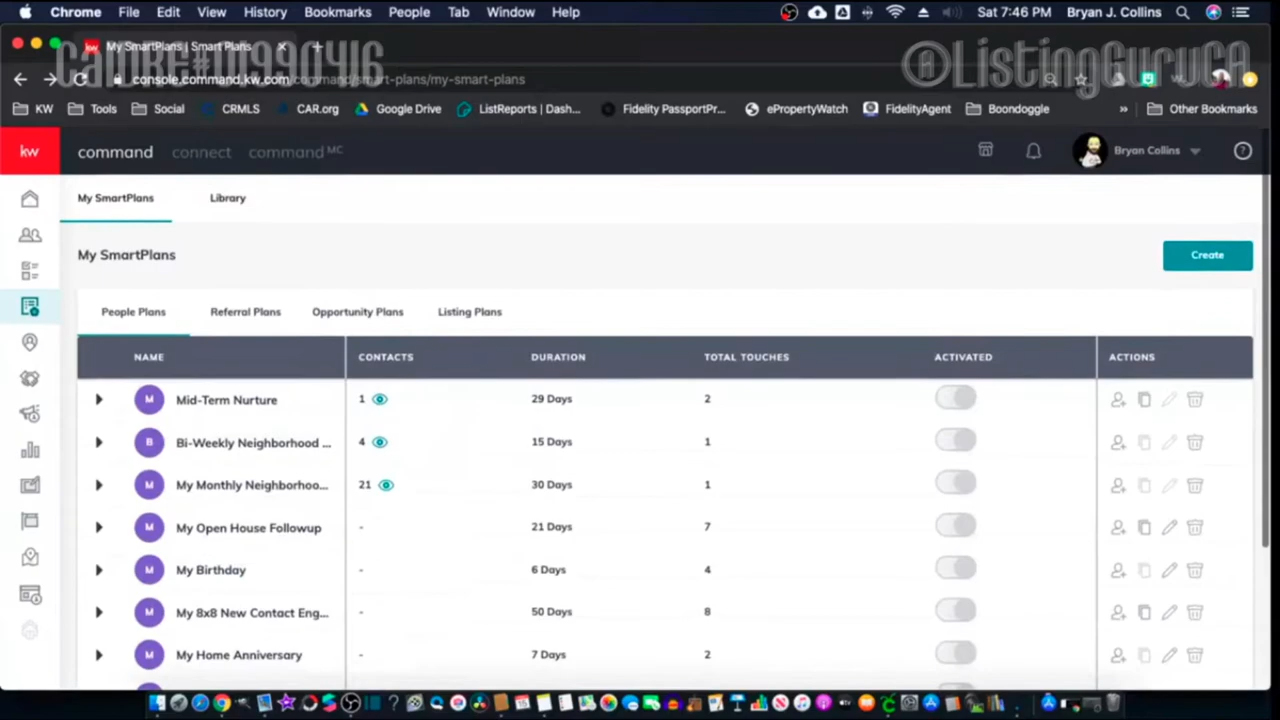 Chrome File Edit View History Bookmarks People Tab Window Help Sat 7:46 PM Bryan J. Collins
My SmartPlans | Smart Plans
CalDRE#01990416 @ListingGuruCA
console.command.kw.com/command/smart-plans/my-smart-plans
KW Tools Social CRMLS CAR.org Google Drive ListReports | Dash... Fidelity PassportPr... ePropertyWatch FidelityAgent Boondoggle » Other Bookmarks
kw command connect command MC Bryan Collins
My SmartPlans Library
My SmartPlans Create
People Plans Referral Plans Opportunity Plans Listing Plans
NAME CONTACTS DURATION TOTAL TOUCHES ACTIVATED ACTIONS
M Mid-Term Nurture 1 29 Days 2
B Bi-Weekly Neighborhood ... 4 15 Days 1
M My Monthly Neighborhoo... 21 30 Days 1
M My Open House Followup - 21 Days 7
M My Birthday - 6 Days 4
M My 8x8 New Contact Eng... - 50 Days 8
M My Home Anniversary - 7 Days 2